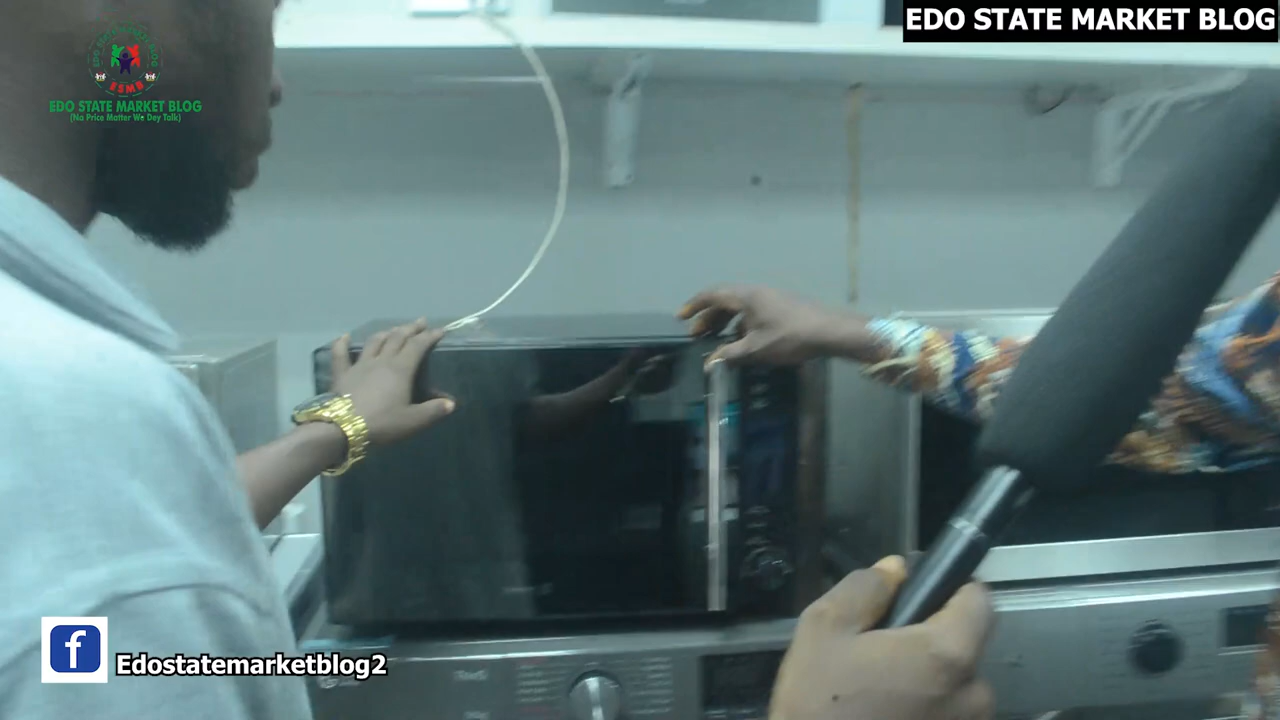 EDO STATE MARKET BLOG
ESMB
EDO STATE MARKET BLOG
(Na Price Matter We Dey Talk)
f
Edostatemarketblog2